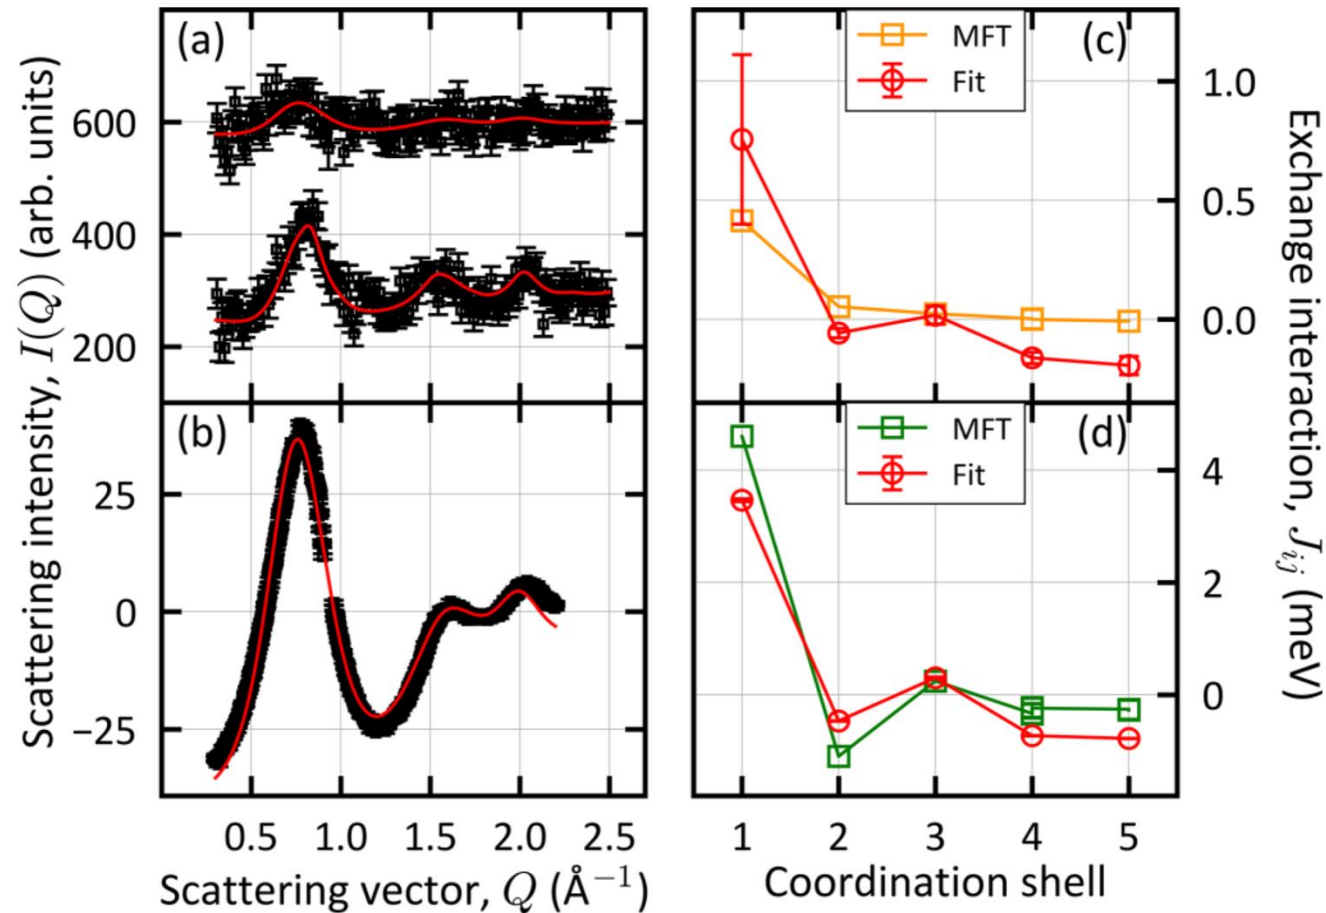 (a)
600
400
200
Scattering intensity, I(Q) (arb. units)
(b)
25
0
−25
0.5 1.0 1.5 2.0 2.5
Scattering vector, Q (Å⁻¹)
(c)
MFT
Fit
1.0
0.5
0.0
Exchange interaction, Jij (meV)
(d)
MFT
Fit
4
2
0
1 2 3 4 5
Coordination shell